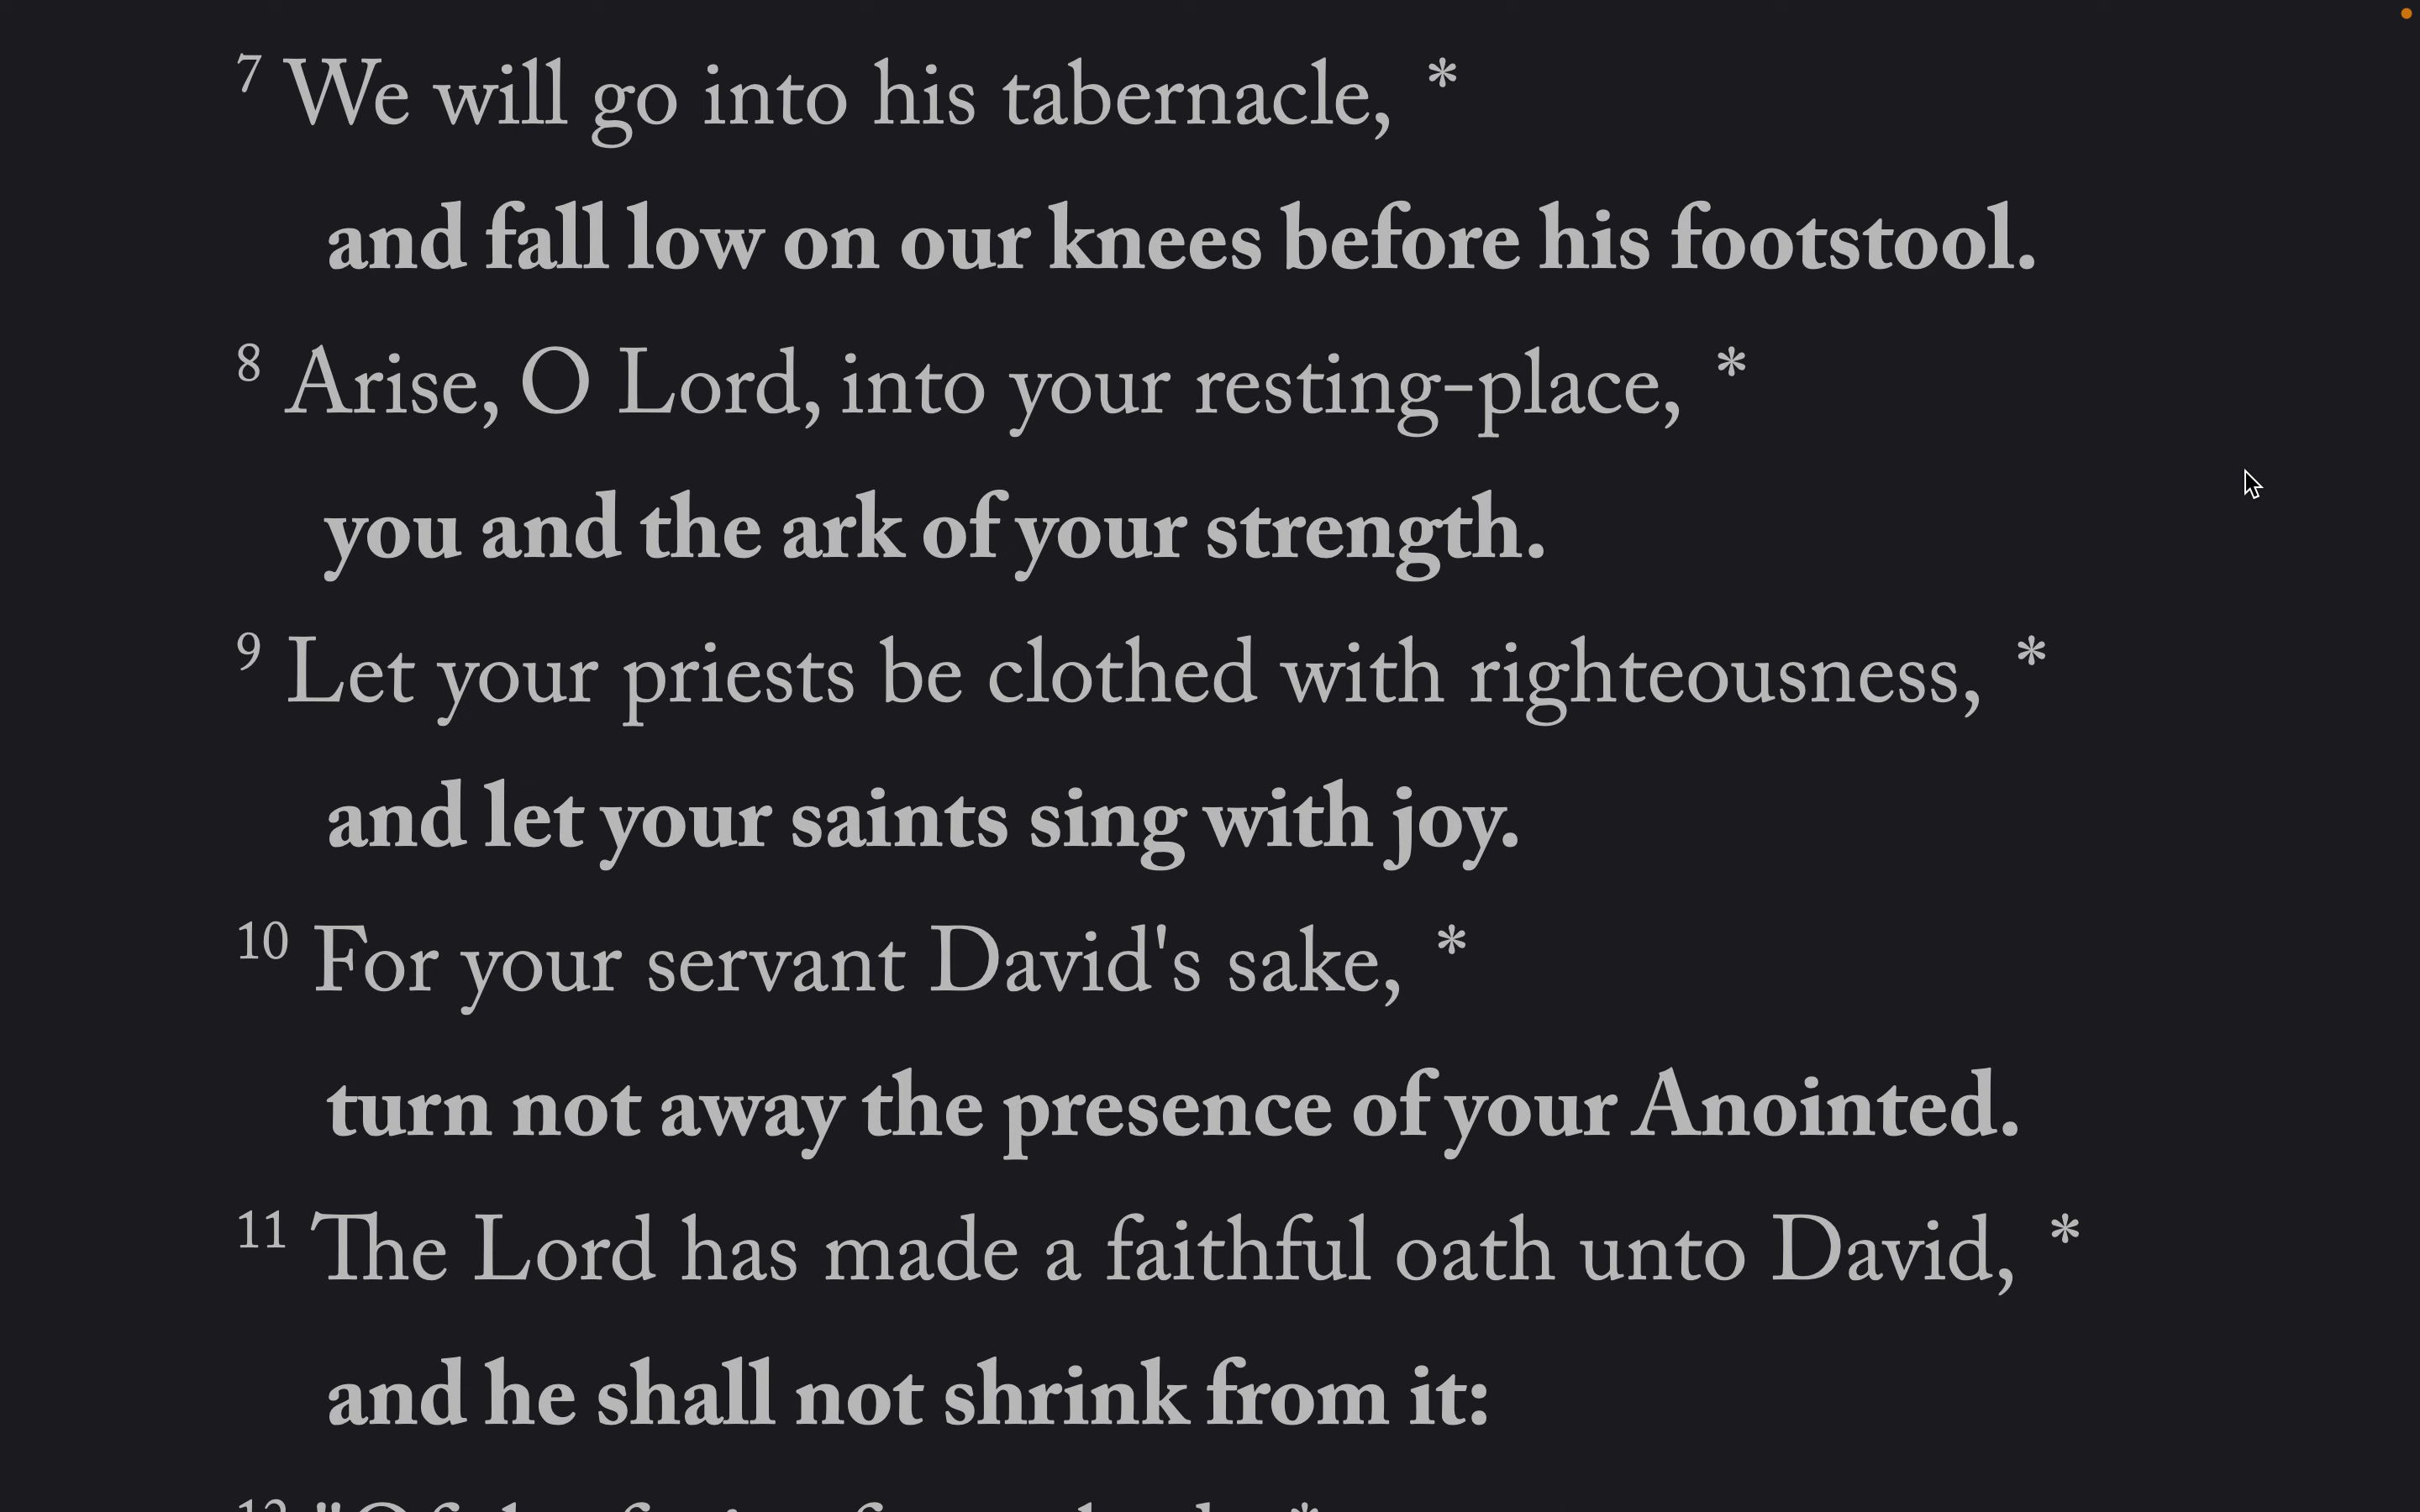 7 We will go into his tabernacle, *
and fall low on our knees before his footstool.
8 Arise, O Lord, into your resting-place, *
you and the ark of your strength.
9 Let your priests be clothed with righteousness, *
and let your saints sing with joy.
10 For your servant David's sake, *
turn not away the presence of your Anointed.
11 The Lord has made a faithful oath unto David, *
and he shall not shrink from it: